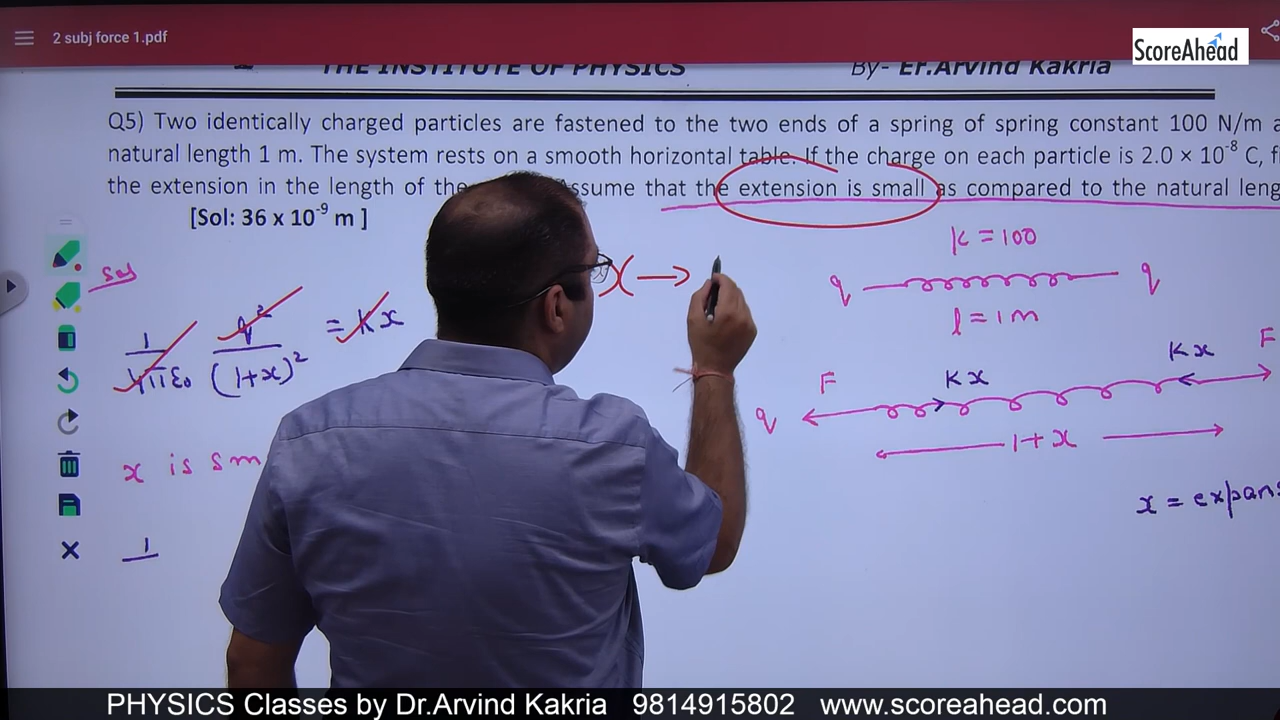 2 subj force 1.pdf
ScoreAhead
THE INSTITUTE OF PHYSICS By- Er.Arvind Kakria
Q5) Two identically charged particles are fastened to the two ends of a spring of spring constant 100 N/m a
natural length 1 m. The system rests on a smooth horizontal table. If the charge on each particle is 2.0 × 10⁻⁸ C, f
the extension in the length of the Assume that the extension is small as compared to the natural leng
[Sol: 36 x 10⁻⁹ m ]
Sol
K = 100
q q
l = 1 m
1/4πε₀ q²/(1+x)² = Kx
F Kx Kx F
q
1+x
x is sm
x = expans
1
PHYSICS Classes by Dr.Arvind Kakria 9814915802 www.scoreahead.com